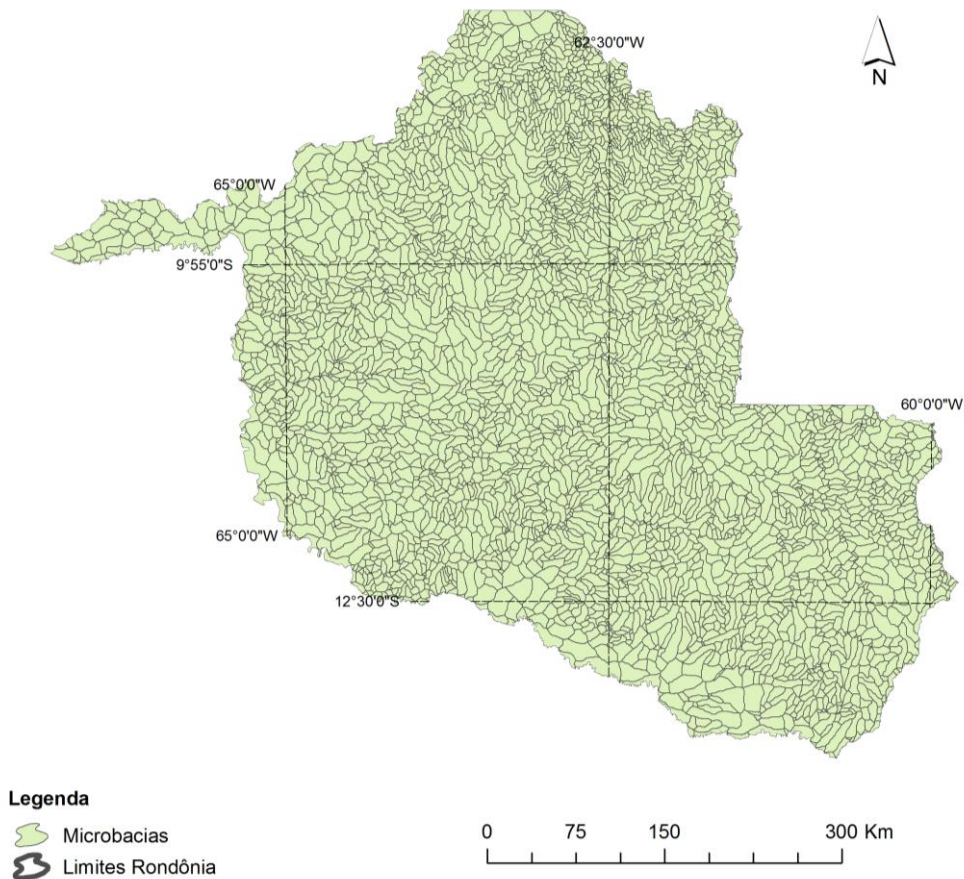 62°30'0"W
N
65°0'0"W
9°55'0"S
60°0'0"W
65°0'0"W
12°30'0"S
Legenda
Microbacias
Limites Rondônia
0 75 150 300 Km